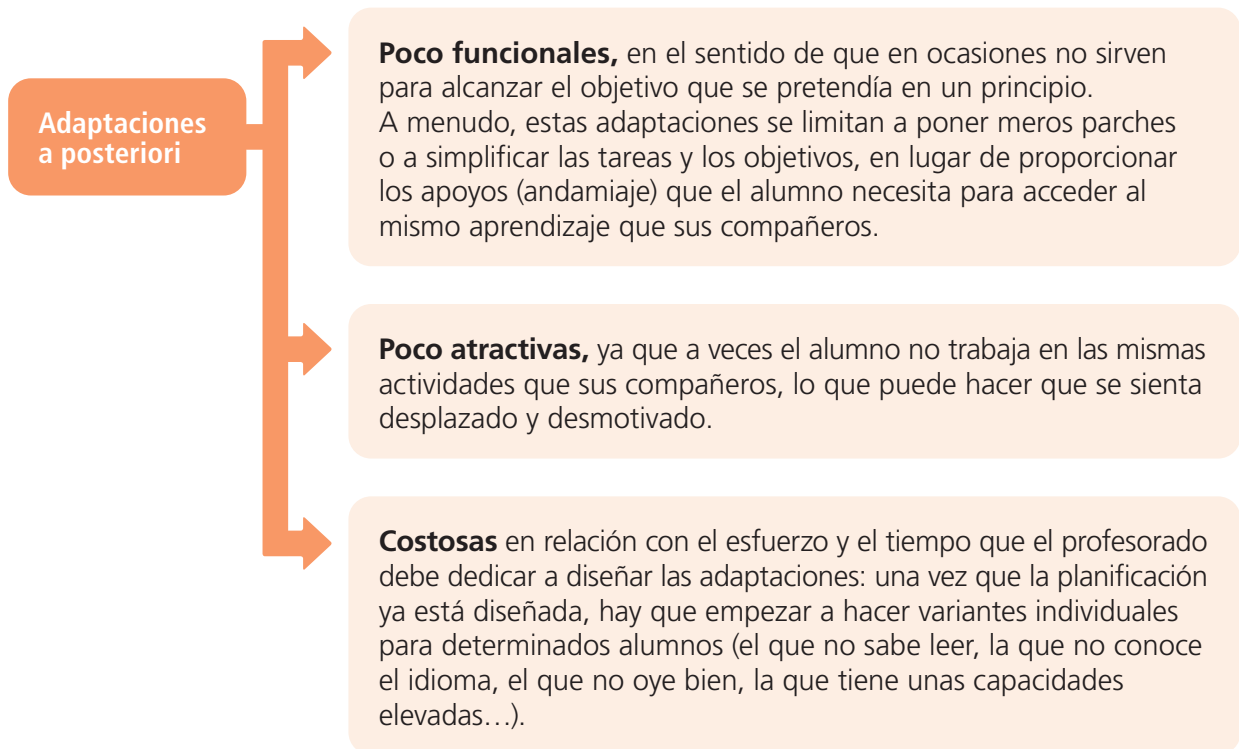 Adaptaciones
a posteriori
Poco funcionales, en el sentido de que en ocasiones no sirven
para alcanzar el objetivo que se pretendía en un principio.
A menudo, estas adaptaciones se limitan a poner meros parches
o a simplificar las tareas y los objetivos, en lugar de proporcionar
los apoyos (andamiaje) que el alumno necesita para acceder al
mismo aprendizaje que sus compañeros.
Poco atractivas, ya que a veces el alumno no trabaja en las mismas
actividades que sus compañeros, lo que puede hacer que se sienta
desplazado y desmotivado.
Costosas en relación con el esfuerzo y el tiempo que el profesorado
debe dedicar a diseñar las adaptaciones: una vez que la planificación
ya está diseñada, hay que empezar a hacer variantes individuales
para determinados alumnos (el que no sabe leer, la que no conoce
el idioma, el que no oye bien, la que tiene unas capacidades
elevadas…).